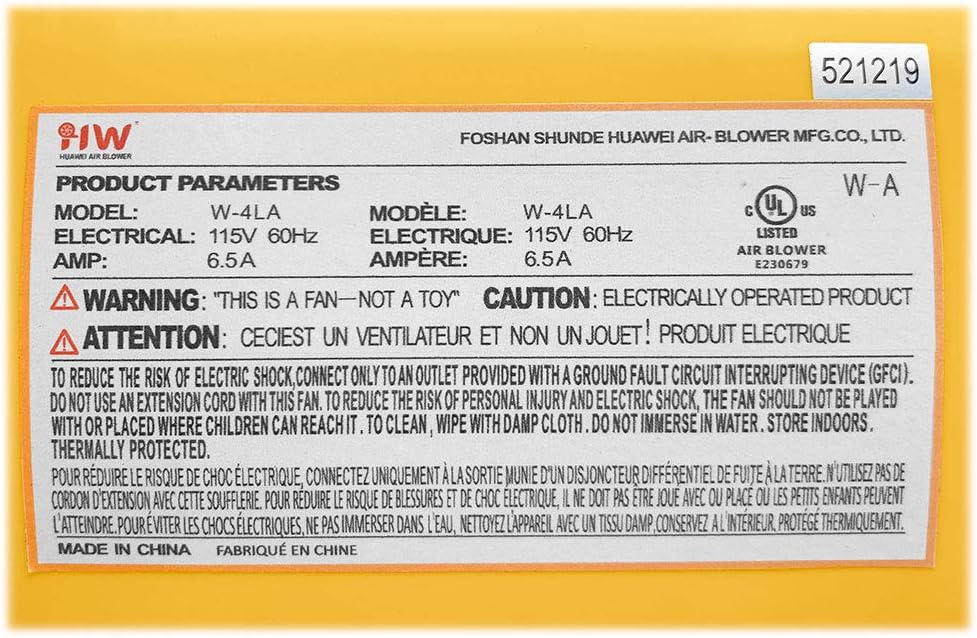 521219
HW
HUAWEI AIR BLOWER
FOSHAN SHUNDE HUAWEI AIR- BLOWER MFG.CO., LTD.
PRODUCT PARAMETERS
W-A
MODEL: W-4LA MODÈLE: W-4LA
ELECTRICAL: 115V 60Hz ELECTRIQUE: 115V 60Hz
AMP: 6.5A AMPÈRE: 6.5A
C UL US
LISTED
AIR BLOWER
E230679
WARNING: "THIS IS A FAN—NOT A TOY" CAUTION: ELECTRICALLY OPERATED PRODUCT
ATTENTION: CECIEST UN VENTILATEUR ET NON UN JOUET! PRODUIT ELECTRIQUE
TO REDUCE THE RISK OF ELECTRIC SHOCK,CONNECT ONLY TO AN OUTLET PROVIDED WITH A GROUND FAULT CIRCUIT INTERRUPTING DEVICE (GFCI).
DO NOT USE AN EXTENSION CORD WITH THIS FAN. TO REDUCE THE RISK OF PERSONAL INJURY AND ELECTRIC SHOCK, THE FAN SHOULD NOT BE PLAYED
WITH OR PLACED WHERE CHILDREN CAN REACH IT. TO CLEAN, WIPE WITH DAMP CLOTH. DO NOT IMMERSE IN WATER. STORE INDOORS.
THERMALLY PROTECTED.
POUR RÉDUIRE LE RISQUE DE CHOC ÉLECTRIQUE, CONNECTEZ UNIQUEMENT À LA SORTIE MUNIE D'UN DISJONCTEUR DIFFÉRENTIEL DE FUITE À LA TERRE. N'UTILISEZ PAS DE
CORDON D'EXTENSION AVEC CETTE SOUFFLERIE. POUR RÉDUIRE LE RISQUE DE BLESSURES ET DE CHOC ÉLECTRIQUE, IL NE DOIT PAS ÊTRE JOUÉ AVEC OU PLACÉ OU LES PETITS ENFANTS PEUVENT
L'ATTEINDRE. POUR ÉVITER LES CHOCS ÉLECTRIQUES, NE PAS IMMERSER DANS L'EAU, NETTOYEZ L'APPAREIL AVEC UN TISSU DAMP,CONSERVEZ A L'INTÉRIEUR. PROTÉGÉ THERMIQUEMENT.
MADE IN CHINA FABRIQUÉ EN CHINE